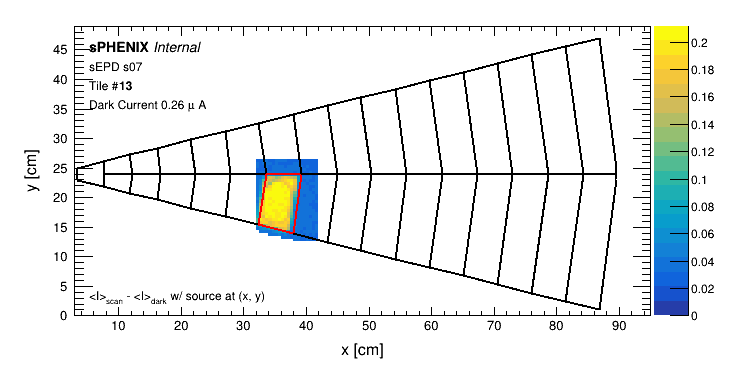 sPHENIX Internal
sEPD s07
Tile #13
Dark Current 0.26 μ A
<I>scan - <I>dark w/ source at (x, y)
y [cm]
45
40
35
30
25
20
15
10
5
0
10 20 30 40 50 60 70 80 90
x [cm]
0.2
0.18
0.16
0.14
0.12
0.1
0.08
0.06
0.04
0.02
0